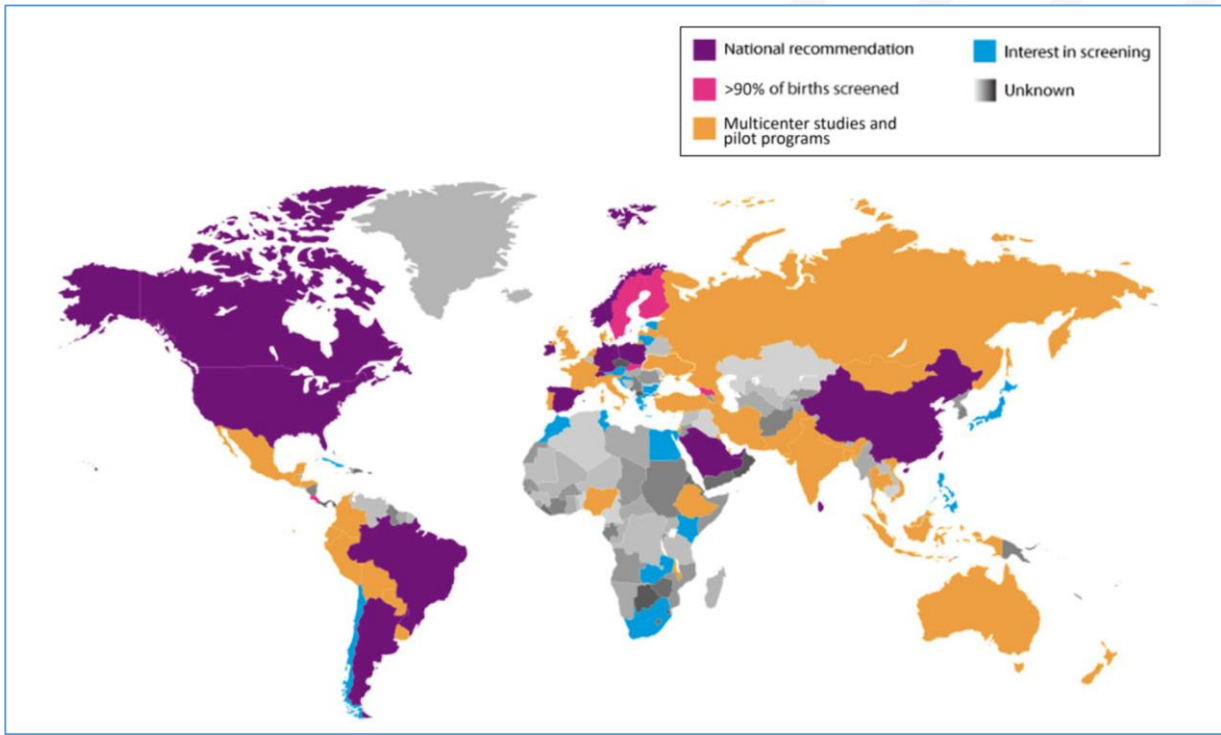 National recommendation
>90% of births screened
Multicenter studies and
pilot programs
Interest in screening
Unknown